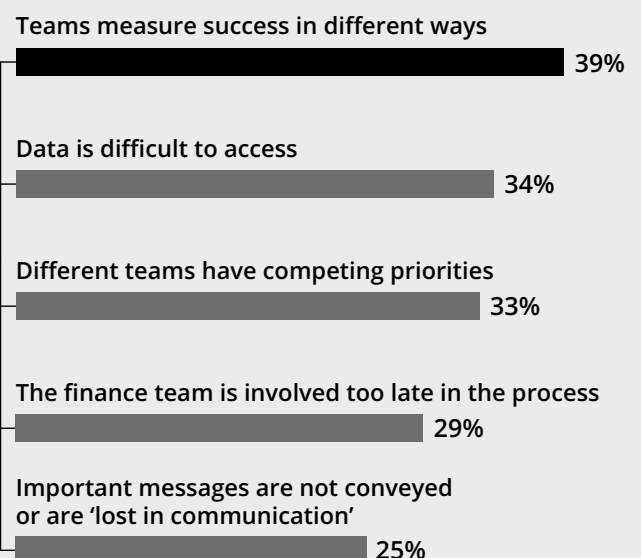 Teams measure success in different ways
39%
Data is difficult to access
34%
Different teams have competing priorities
33%
The finance team is involved too late in the process
29%
Important messages are not conveyed
or are ‘lost in communication’
25%